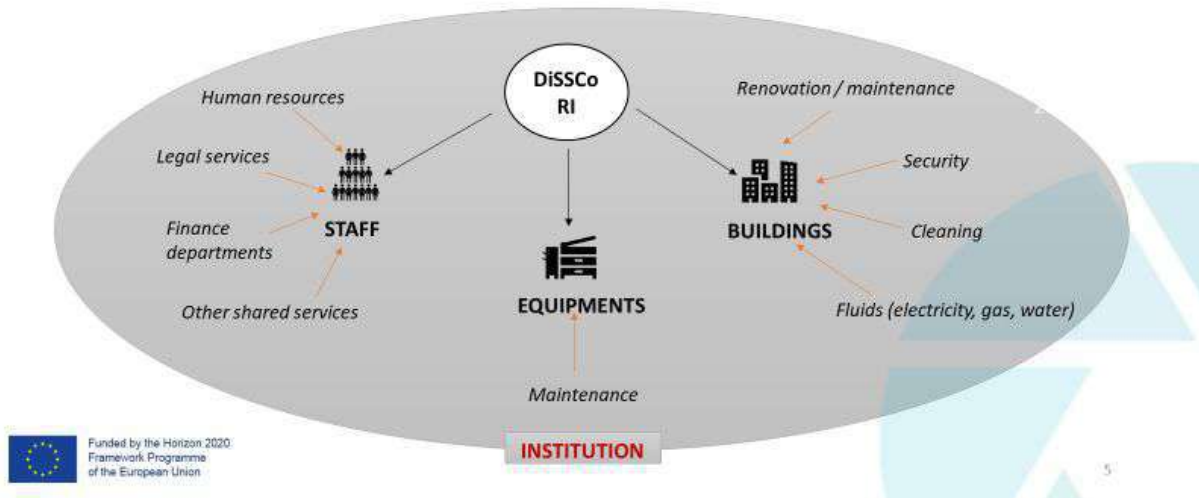 DiSSCo
RI
Human resources
Renovation / maintenance
Legal services
Security
STAFF
BUILDINGS
Finance
departments
Cleaning
EQUIPMENTS
Other shared services
Fluids (electricity, gas, water)
Maintenance
INSTITUTION
Funded by the Horizon 2020
Framework Programme
of the European Union
5